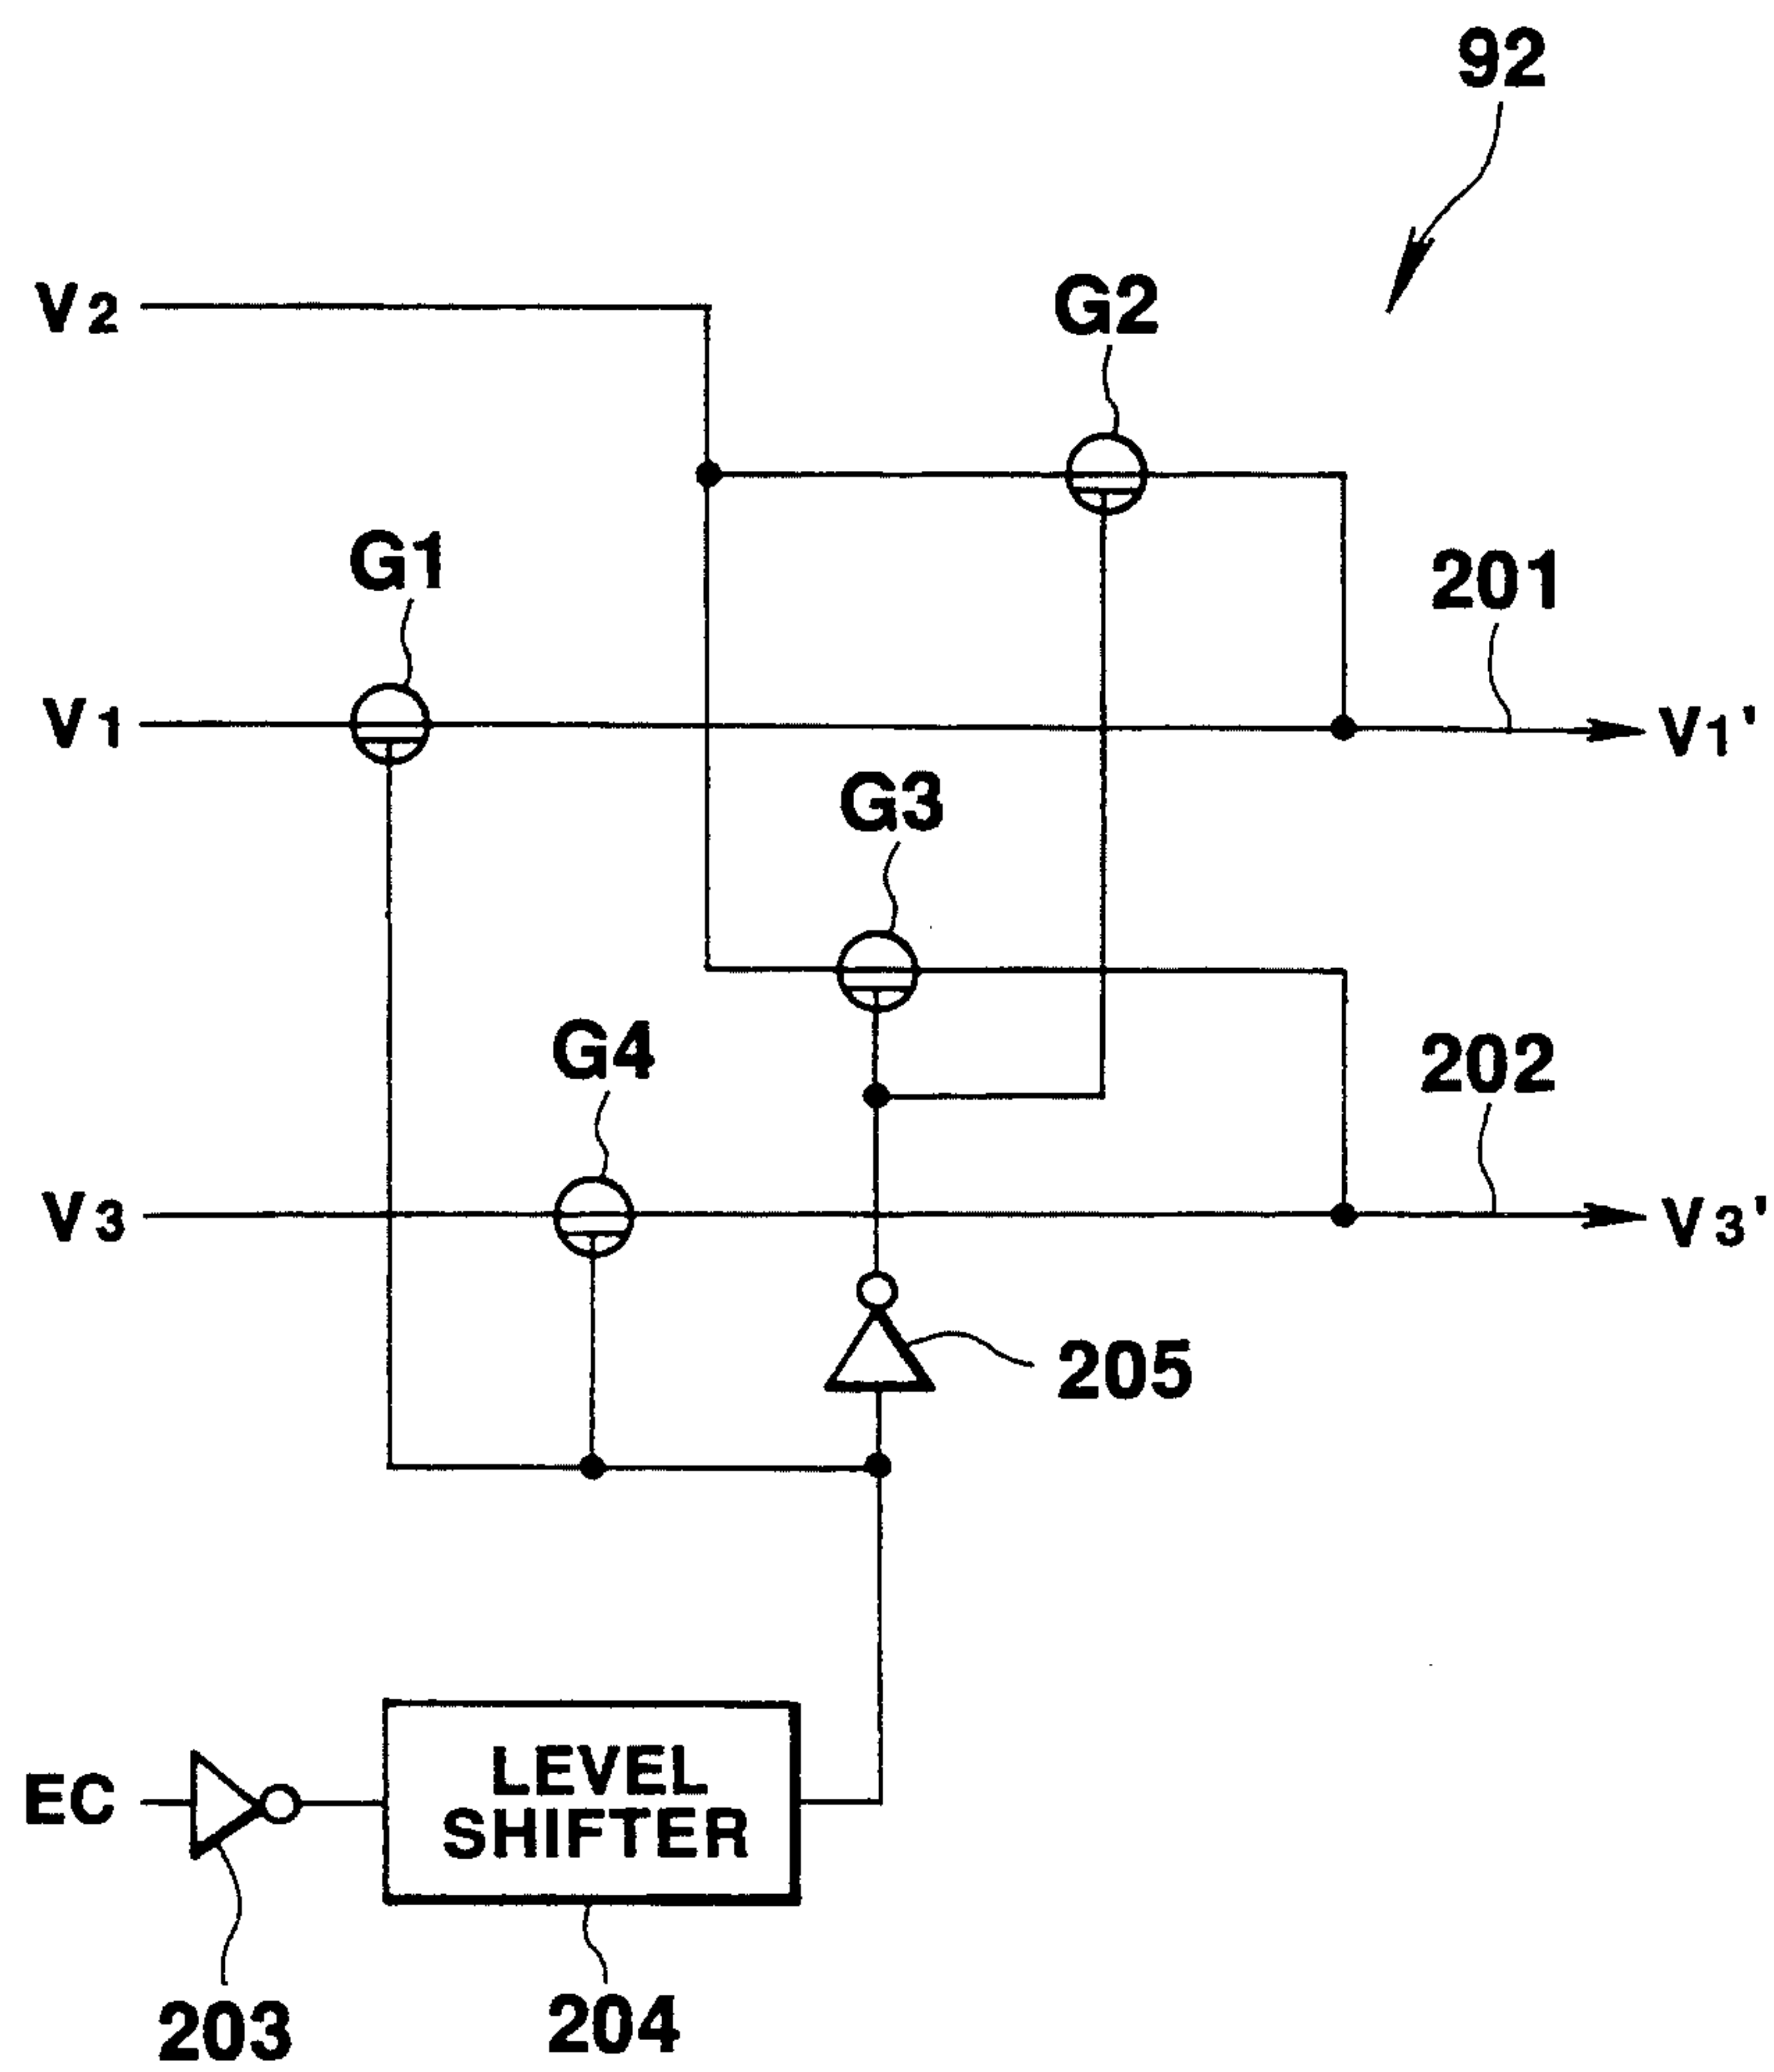 92
V2
G2
G1
201
V1
V1'
G3
G4
202
V3
V3'
205
EC
LEVEL
SHIFTER
203
204